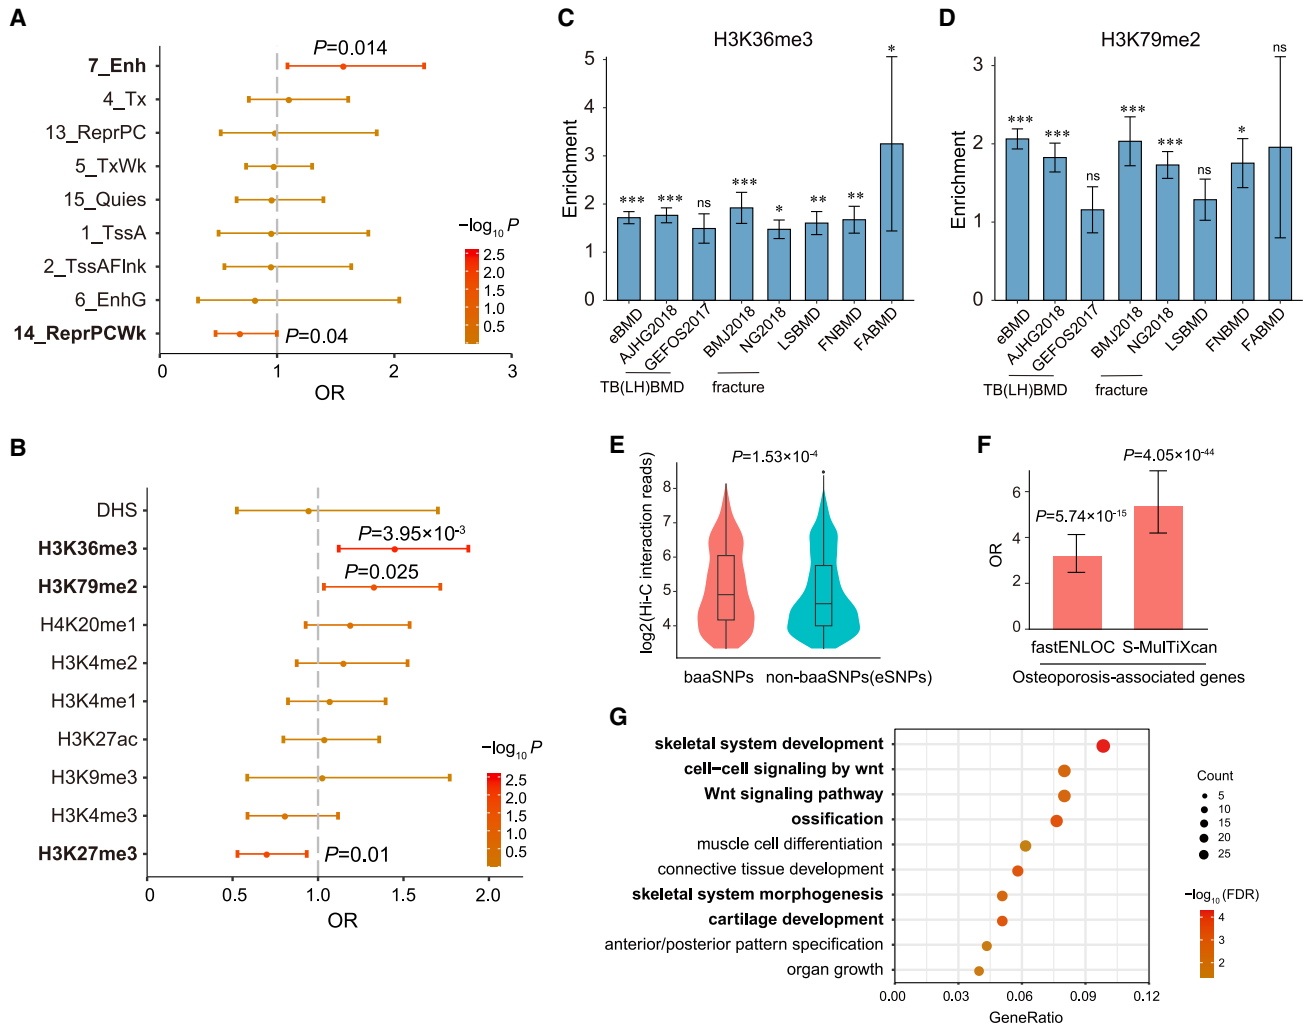 A
P=0.014
7_Enh
4_Tx
13_ReprPC
5_TxWk
15_Quies
1_TssA
2_TssAFlnk
6_EnhG
14_ReprPCWk
P=0.04
−log10 P
2.5
2.0
1.5
1.0
0.5
0 1 2 3
OR
B
DHS
H3K36me3
P=3.95×10-3
H3K79me2
P=0.025
H4K20me1
H3K4me2
H3K4me1
H3K27ac
H3K9me3
H3K4me3
H3K27me3
P=0.01
−log10 P
2.5
2.0
1.5
1.0
0.5
0 0.5 1.0 1.5 2.0
OR
C
H3K36me3
Enrichment
5
4
3
2
1
0
*** *** ns *** * ** ** *
eBMD
AJHG2018
GEFOS2017
BMJ2018
NG2018
LSBMD
FNBMD
FABMD
TB(LH)BMD
fracture
D
H3K79me2
Enrichment
3
2
1
0
*** *** ns *** *** ns * ns
eBMD
AJHG2018
GEFOS2017
BMJ2018
NG2018
LSBMD
FNBMD
FABMD
TB(LH)BMD
fracture
E
P=1.53×10-4
log2(Hi-C interaction reads)
8
7
6
5
4
baaSNPs
non-baaSNPs(eSNPs)
F
P=4.05×10-44
P=5.74×10-15
OR
6
4
2
0
fastENLOC S-MulTiXcan
Osteoporosis-associated genes
G
skeletal system development
cell−cell signaling by wnt
Wnt signaling pathway
ossification
muscle cell differentiation
connective tissue development
skeletal system morphogenesis
cartilage development
anterior/posterior pattern specification
organ growth
0.00 0.03 0.06 0.09 0.12
GeneRatio
Count
5
10
15
20
25
−log10 (FDR)
4
3
2